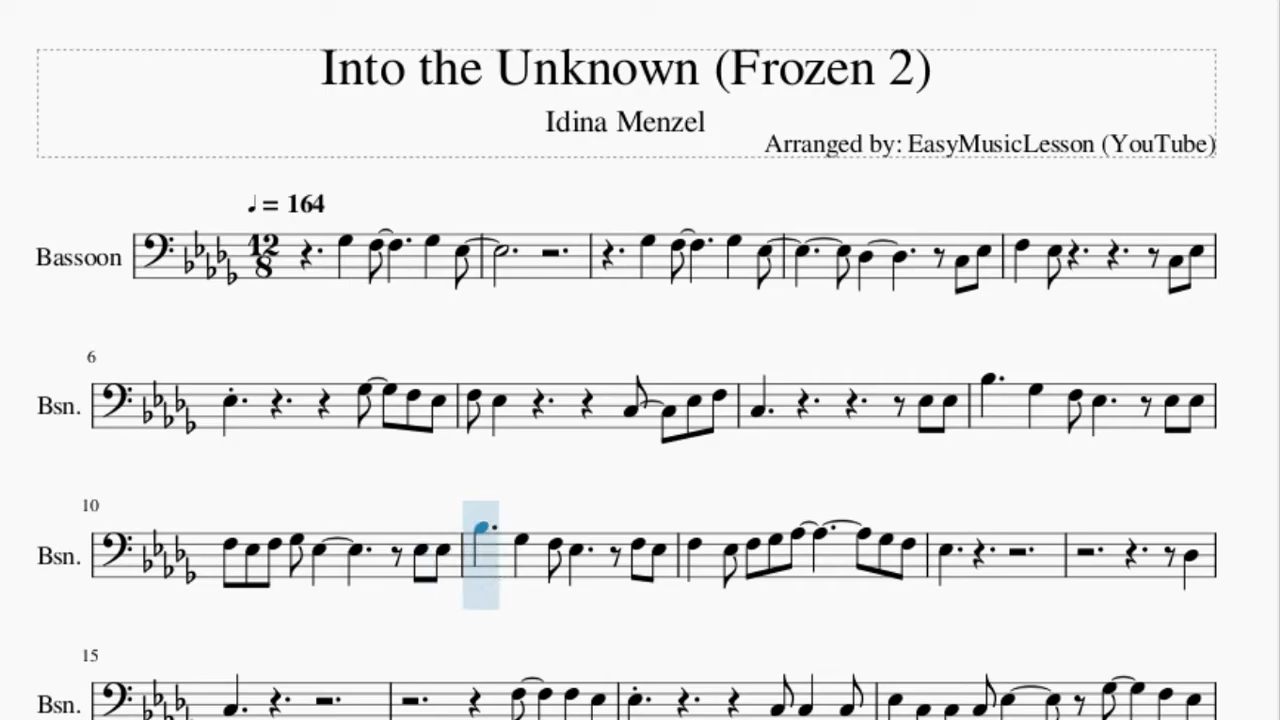 Into the Unknown (Frozen 2)
Idina Menzel
Arranged by: EasyMusicLesson (YouTube)
♩ = 164
Bassoon
12
8
6
Bsn.
10
Bsn.
15
Bsn.